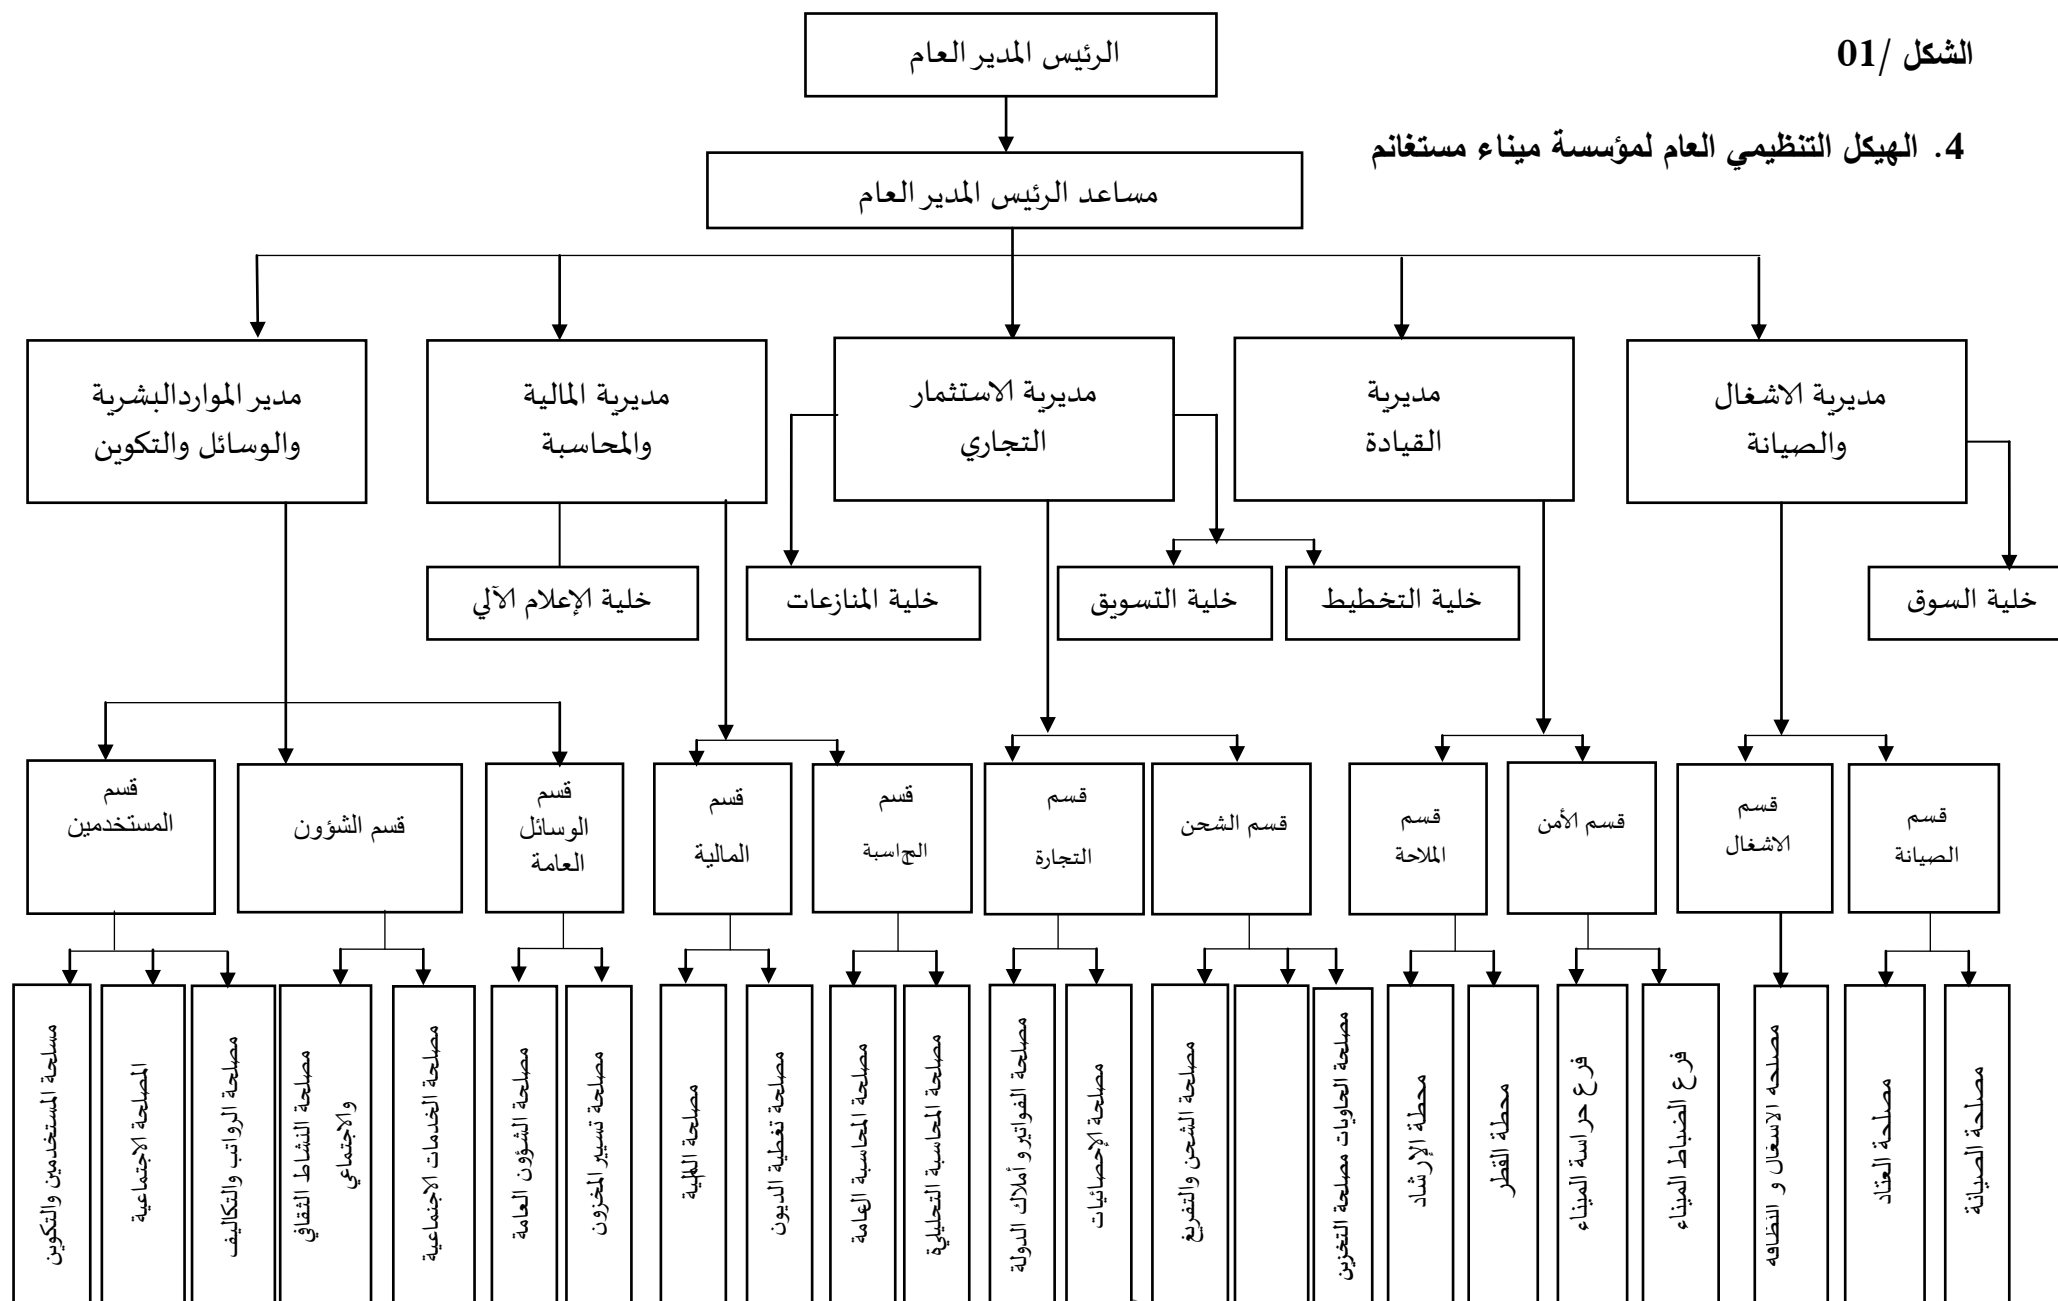 الشكل /01
4. الهيكل التنظيمي العام لمؤسسة ميناء مستغانم
الرئيس المدير العام
مساعد الرئيس المدير العام
مديرية الاشغال
والصيانة
مديرية
القيادة
مديرية الاستثمار
التجاري
مديرية المالية
والمحاسبة
مدير المواردالبشرية
والوسائل والتكوين
خلية السوق
خلية التخطيط
خلية التسويق
خلية المنازعات
خلية الإعلام الآلي
قسم
الصيانة
قسم
الاشغال
قسم الأمن
قسم
الملاحة
قسم الشحن
قسم
التجارة
قسم
المحاسبة
قسم
المالية
قسم
الوسائل
العامة
قسم الشؤون
قسم
المستخدمين
مصلحة الصيانة
مصلحة العتاد
مصلحه الاسغال و النظافه
فرع الضباط الميناء
فرع حراسة الميناء
محطة القطر
محطة الإرشاد
مصلحة الحاويات مصلحة التخزين
مصلحة الشحن والتفريغ
مصلحة الإحصائيات
مصلحة الفواتير و أملاك الدولة
مصلحة المحاسبة التحليلية
مصلحة المحاسبة العامة
مصلحة تغطية الديون
مصلحة المالية
مصلحة تسيير المخزون
مصلحة الشؤون العامة
مصلحة الخدمات الاجتماعية
مصلحة النشاط الثقافي
والاجتماعي
مصلحة الرواتب والتكاليف
المصلحة الاجتماعية
مسلحة المستخدمين والتكوين